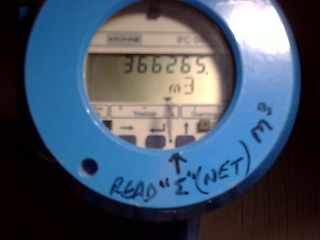 KROHNE
366265.
m3
READ "Σ" (NET) M3